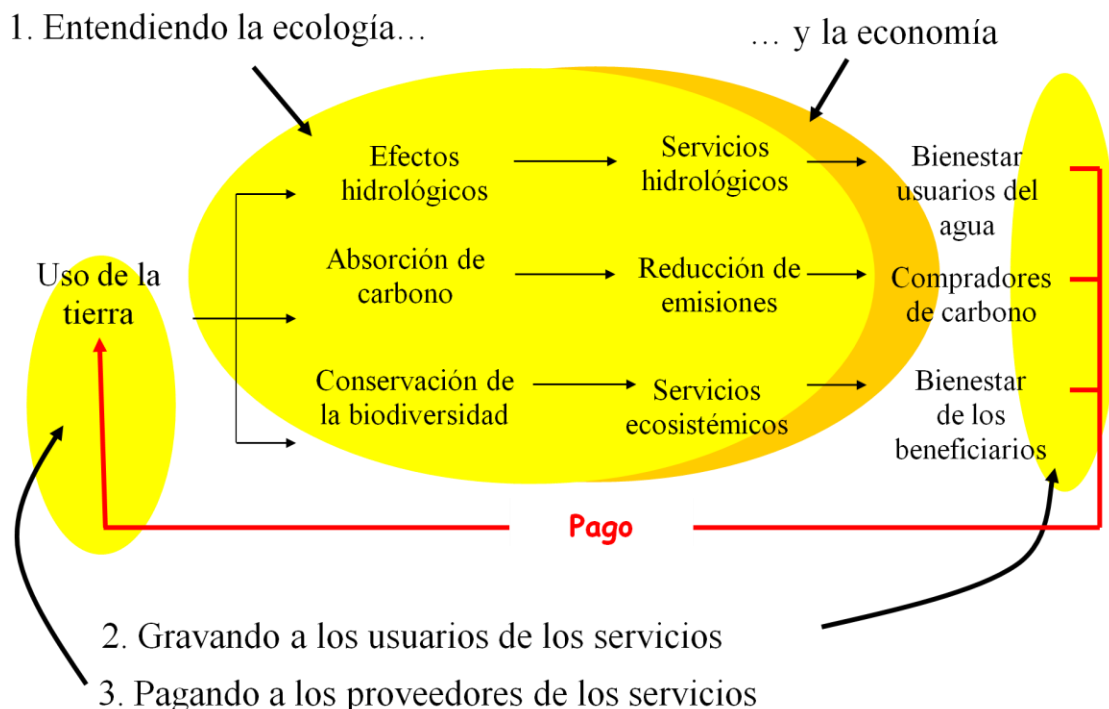 1. Entendiendo la ecología…
… y la economía
Efectos
hidrológicos
Servicios
hidrológicos
Bienestar
usuarios del
agua
Uso de la
tierra
Absorción de
carbono
Reducción de
emisiones
Compradores
de carbono
Conservación de
la biodiversidad
Servicios
ecosistémicos
Bienestar
de los
beneficiarios
Pago
2. Gravando a los usuarios de los servicios
3. Pagando a los proveedores de los servicios